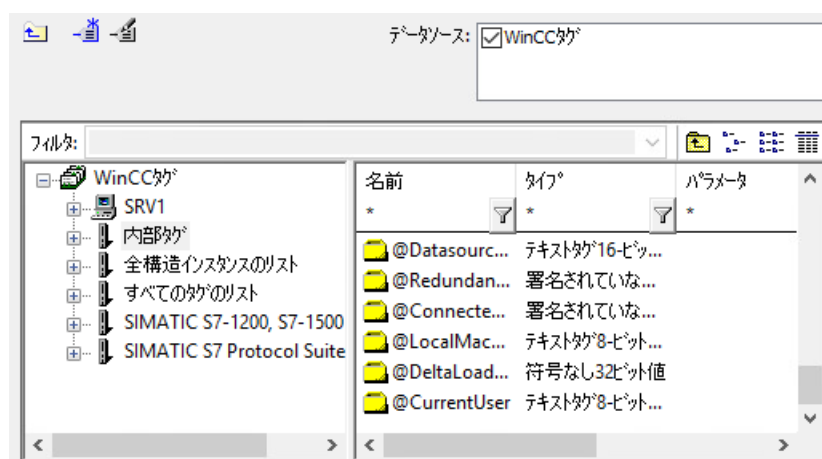 データソース: WinCCタグ
フィルタ:
WinCCタグ
SRV1
内部タグ
全構造インスタンスのリスト
すべてのタグのリスト
SIMATIC S7-1200, S7-1500
SIMATIC S7 Protocol Suite
名前 タイプ パラメータ
* * *
@Datasourc... テキストタグ16-ビッ...
@Redundan... 署名されていな...
@Connecte... 署名されていな...
@LocalMac... テキストタグ8-ビット...
@DeltaLoad... 符号なし32ビット値
@CurrentUser テキストタグ8-ビット...